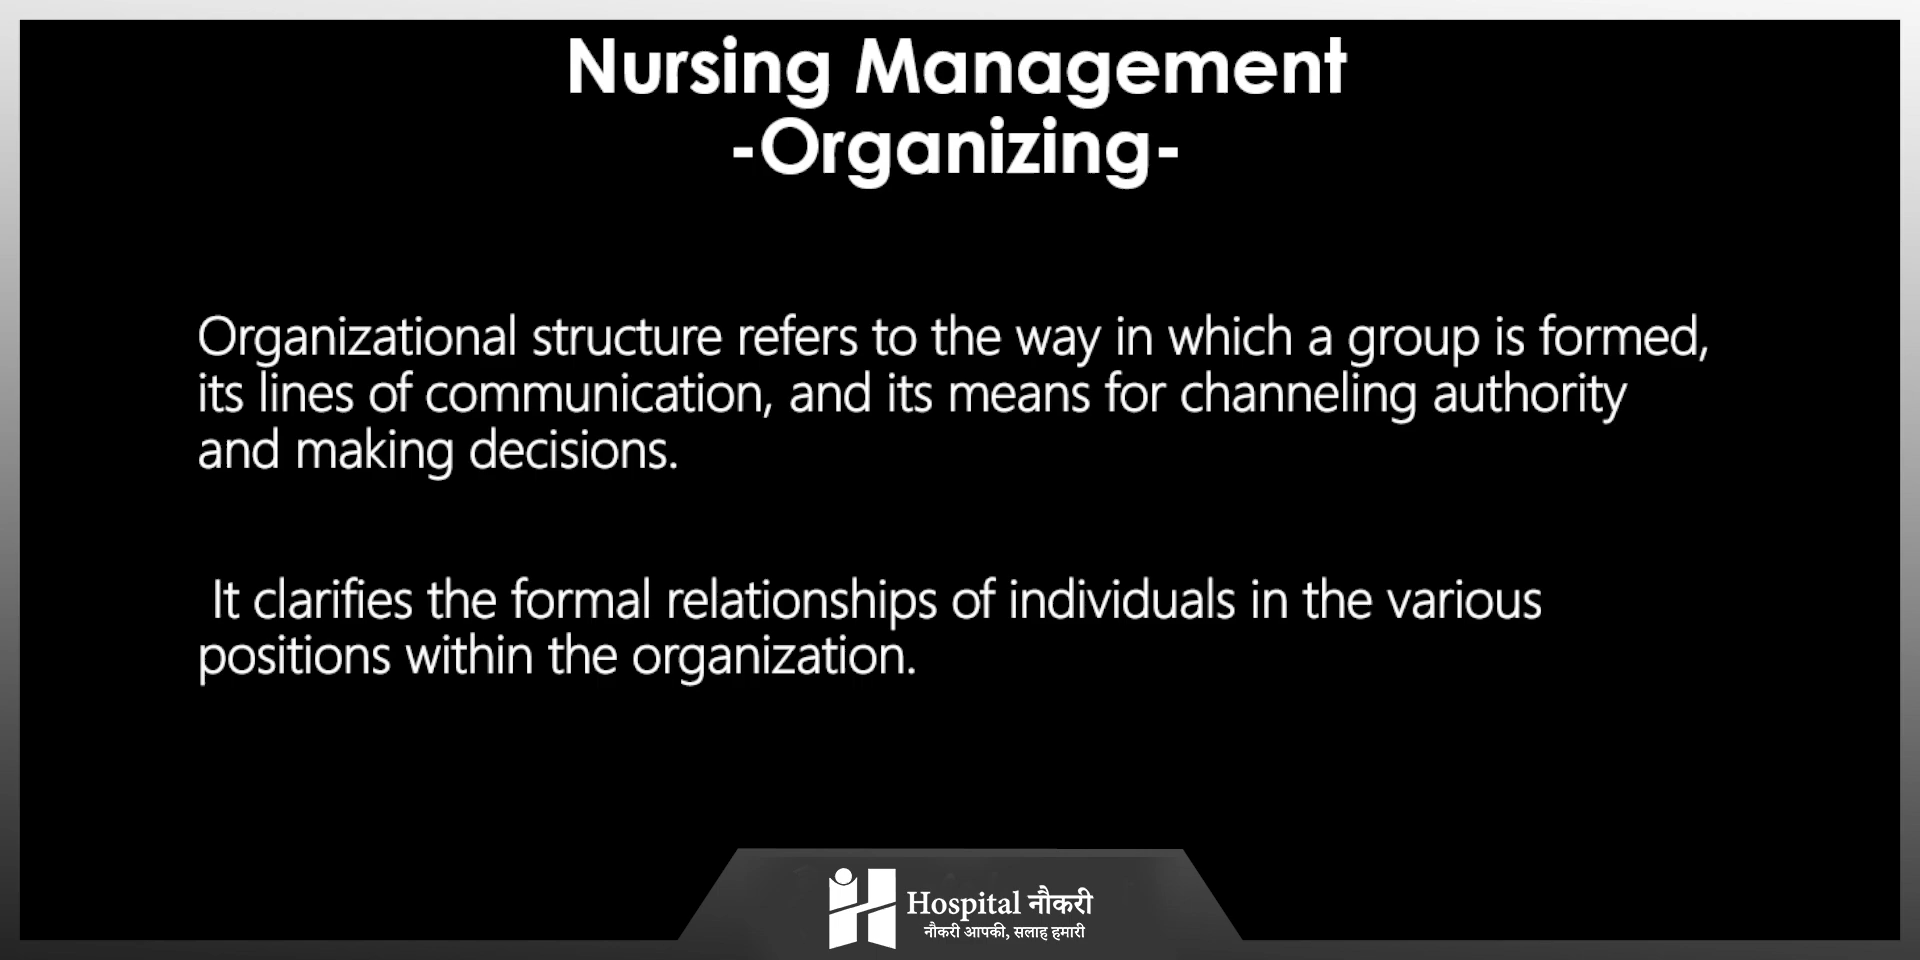 Nursing Management
-Organizing-
Organizational structure refers to the way in which a group is formed,
its lines of communication, and its means for channeling authority
and making decisions.
It clarifies the formal relationships of individuals in the various
positions within the organization.
Hospital नौकरी
नौकरी आपकी, सलाह हमारी